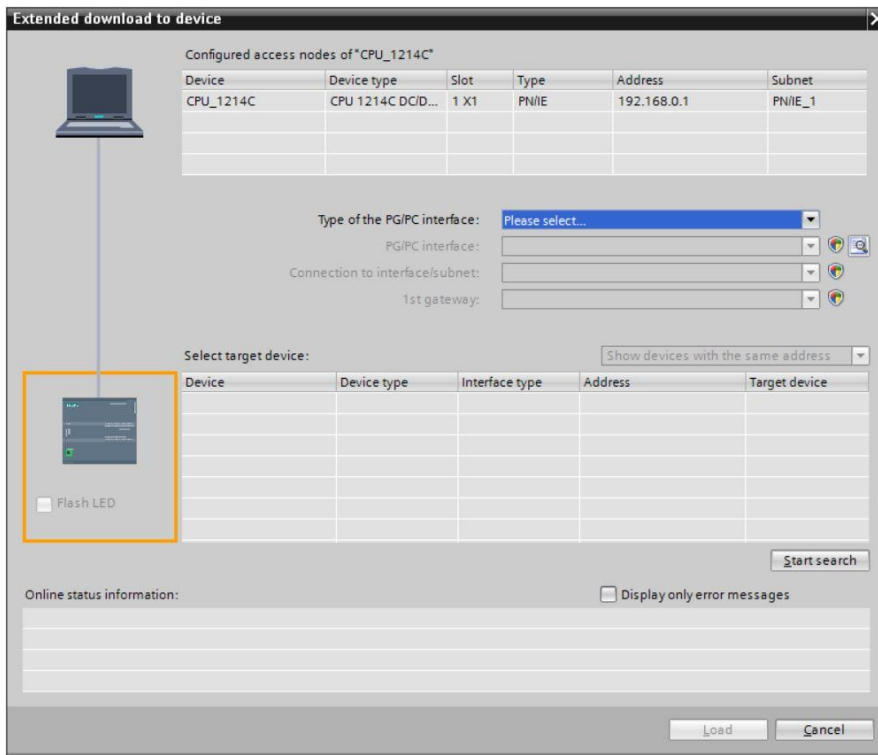 Extended download to device
Configured access nodes of "CPU_1214C"
Device Device type Slot Type Address Subnet
CPU_1214C CPU 1214C DC/D... 1 X1 PN/IE 192.168.0.1 PN/IE_1
Type of the PG/PC interface: Please select...
PG/PC interface:
Connection to interface/subnet:
1st gateway:
Select target device: Show devices with the same address
Device Device type Interface type Address Target device
Flash LED
Start search
Online status information: Display only error messages
Load Cancel